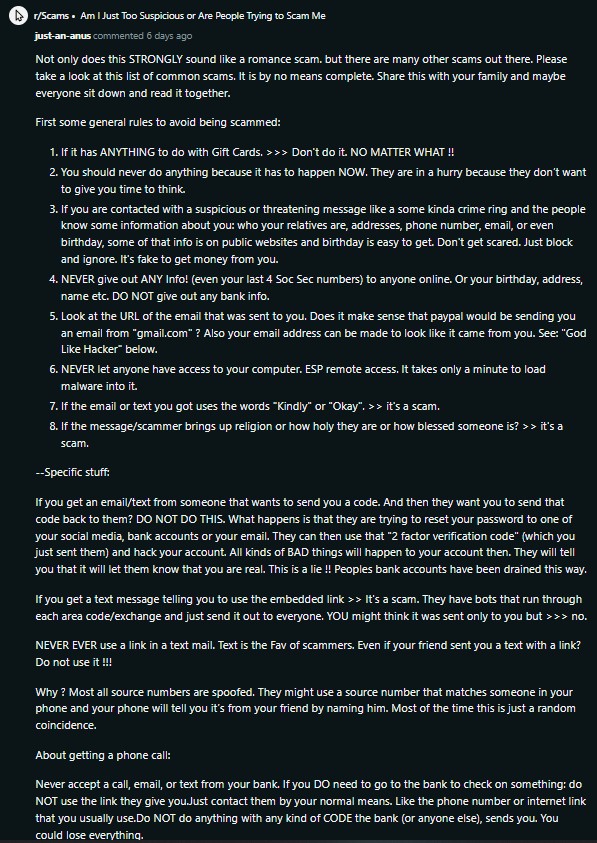 r/Scams • Am I Just Too Suspicious or Are People Trying to Scam Me
just-an-anus commented 6 days ago
Not only does this STRONGLY sound like a romance scam. but there are many other scams out there. Please
take a look at this list of common scams. It is by no means complete. Share this with your family and maybe
everyone sit down and read it together.
First some general rules to avoid being scammed:
1. If it has ANYTHING to do with Gift Cards. >>> Don't do it. NO MATTER WHAT !!
2. You should never do anything because it has to happen NOW. They are in a hurry because they don't want
to give you time to think.
3. If you are contacted with a suspicious or threatening message like a some kinda crime ring and the people
know some information about you: who your relatives are, addresses, phone number, email, or even
birthday, some of that info is on public websites and birthday is easy to get. Don't get scared. Just block
and ignore. It's fake to get money from you.
4. NEVER give out ANY Info! (even your last 4 Soc Sec numbers) to anyone online. Or your birthday, address,
name etc. DO NOT give out any bank info.
5. Look at the URL of the email that was sent to you. Does it make sense that paypal would be sending you
an email from "gmail.com" ? Also your email address can be made to look like it came from you. See: "God
Like Hacker" below.
6. NEVER let anyone have access to your computer. ESP remote access. It takes only a minute to load
malware into it.
7. If the email or text you got uses the words "Kindly" or "Okay". >> it's a scam.
8. If the message/scammer brings up religion or how holy they are or how blessed someone is? >> it's a
scam.
--Specific stuff:
If you get an email/text from someone that wants to send you a code. And then they want you to send that
code back to them? DO NOT DO THIS. What happens is that they are trying to reset your password to one of
your social media, bank accounts or your email. They can then use that "2 factor verification code" (which you
just sent them) and hack your account. All kinds of BAD things will happen to your account then. They will tell
you that it will let them know that you are real. This is a lie !! Peoples bank accounts have been drained this way.
If you get a text message telling you to use the embedded link >> It's a scam. They have bots that run through
each area code/exchange and just send it out to everyone. YOU might think it was sent only to you but >>> no.
NEVER EVER use a link in a text mail. Text is the Fav of scammers. Even if your friend sent you a text with a link?
Do not use it !!!
Why ? Most all source numbers are spoofed. They might use a source number that matches someone in your
phone and your phone will tell you it's from your friend by naming him. Most of the time this is just a random
coincidence.
About getting a phone call:
Never accept a call, email, or text from your bank. If you DO need to go to the bank to check on something: do
NOT use the link they give you.Just contact them by your normal means. Like the phone number or internet link
that you usually use.Do NOT do anything with any kind of CODE the bank (or anyone else), sends you. You
could lose everything.